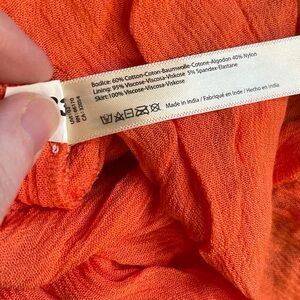 Bodice: 60% Cotton-Coton-Baumwolle-Cotone-Algodon 40% Nylon
Lining: 95% Viscose-Viscosa-Viskose 5% Spandex-Elastane
Skirt:100% Viscose-Viscosa-Viskose
Made in India / Fabriqué en Inde / Hecho en India